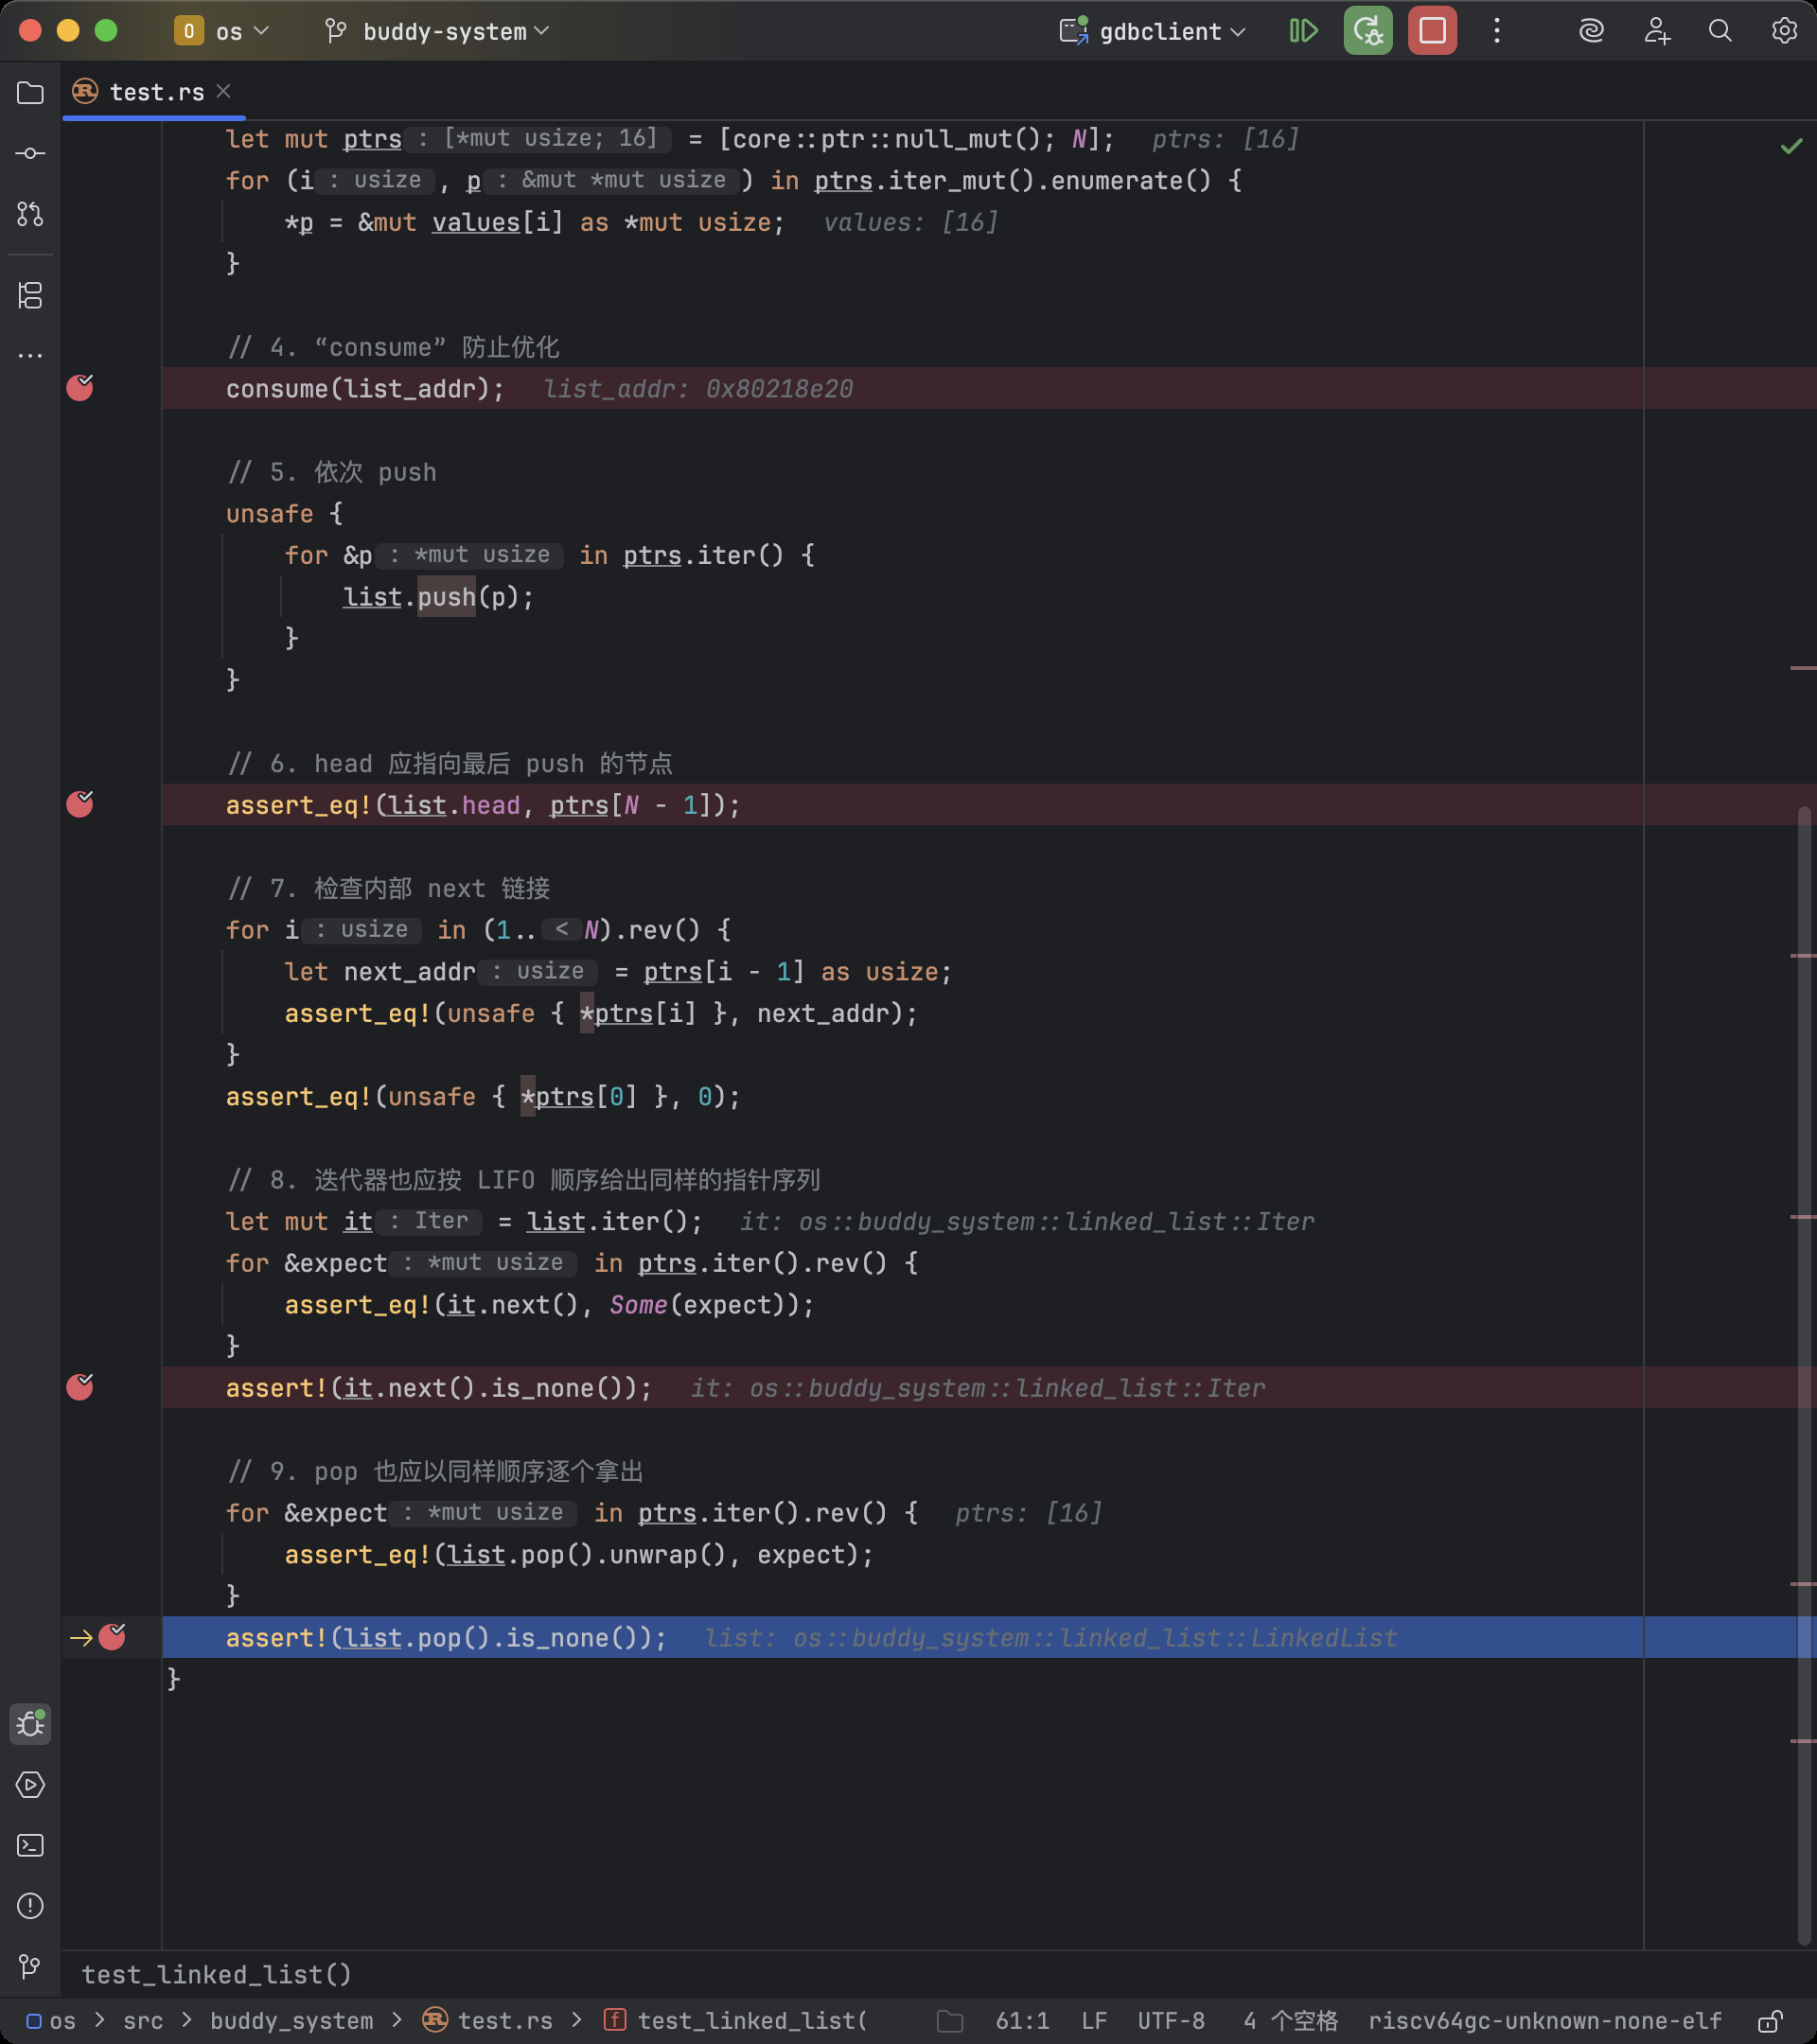 O os buddy-system gdbclient
test.rs
let mut ptrs : [*mut usize; 16] = [core::ptr::null_mut(); N]; ptrs: [16]
for (i : usize , p : &mut *mut usize ) in ptrs.iter_mut().enumerate() {
*p = &mut values[i] as *mut usize; values: [16]
}
// 4. “consume” 防止优化
consume(list_addr); list_addr: 0x80218e20
// 5. 依次 push
unsafe {
for &p : *mut usize in ptrs.iter() {
list.push(p);
}
}
// 6. head 应指向最后 push 的节点
assert_eq!(list.head, ptrs[N - 1]);
// 7. 检查内部 next 链接
for i : usize in (1..<N).rev() {
let next_addr : usize = ptrs[i - 1] as usize;
assert_eq!(unsafe { *ptrs[i] }, next_addr);
}
assert_eq!(unsafe { *ptrs[0] }, 0);
// 8. 迭代器也应按 LIFO 顺序给出同样的指针序列
let mut it : Iter = list.iter(); it: os::buddy_system::linked_list::Iter
for &expect : *mut usize in ptrs.iter().rev() {
assert_eq!(it.next(), Some(expect));
}
assert!(it.next().is_none()); it: os::buddy_system::linked_list::Iter
// 9. pop 也应以同样顺序逐个拿出
for &expect : *mut usize in ptrs.iter().rev() { ptrs: [16]
assert_eq!(list.pop().unwrap(), expect);
}
assert!(list.pop().is_none()); list: os::buddy_system::linked_list::LinkedList
}
test_linked_list()
os > src > buddy_system > test.rs > f test_linked_list( 61:1 LF UTF-8 4 个空格 riscv64gc-unknown-none-elf